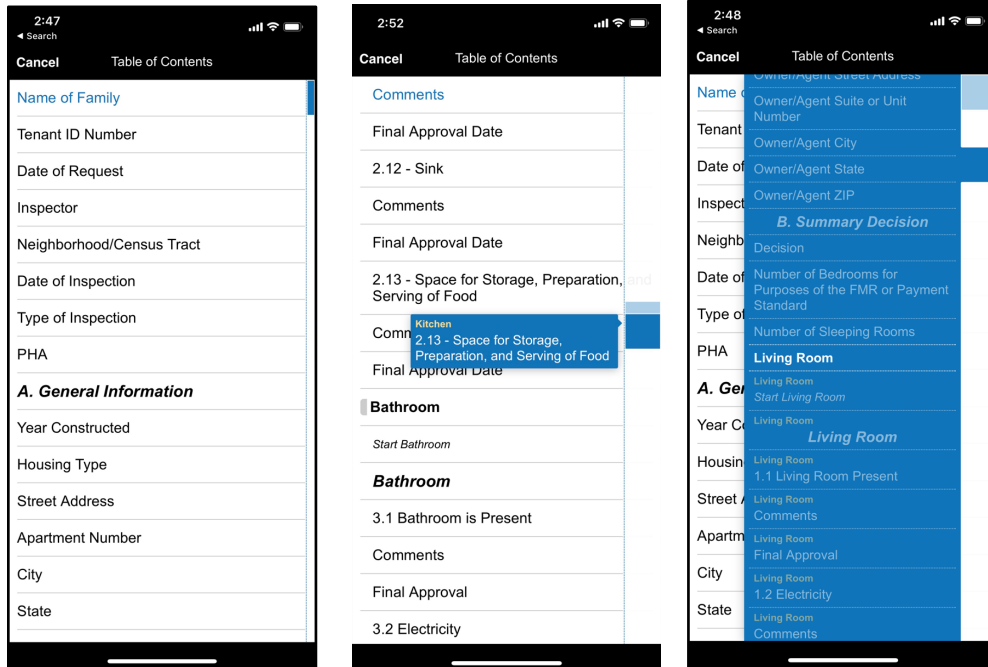 2:47
◀ Search
Cancel
Table of Contents
Name of Family
Tenant ID Number
Date of Request
Inspector
Neighborhood/Census Tract
Date of Inspection
Type of Inspection
PHA
A. General Information
Year Constructed
Housing Type
Street Address
Apartment Number
City
State
2:52
Cancel
Table of Contents
Comments
Final Approval Date
2.12 - Sink
Comments
Final Approval Date
2.13 - Space for Storage, Preparation, and
Serving of Food
Comm
Kitchen
2.13 - Space for Storage,
Preparation, and Serving of Food
Final Approval Date
Bathroom
Start Bathroom
Bathroom
3.1 Bathroom is Present
Comments
Final Approval
3.2 Electricity
2:48
◀ Search
Cancel
Table of Contents
Name o
Tenant
Date of
Inspect
Neighb
Date of
Type of
PHA
A. Gen
Year Co
Housin
Street A
Apartm
City
State
Owner/Agent Street Address
Owner/Agent Suite or Unit
Number
Owner/Agent City
Owner/Agent State
Owner/Agent ZIP
B. Summary Decision
Decision
Number of Bedrooms for
Purposes of the FMR or Payment
Standard
Number of Sleeping Rooms
Living Room
Living Room
Start Living Room
Living Room
Living Room
Living Room
1.1 Living Room Present
Living Room
Comments
Living Room
Final Approval
Living Room
1.2 Electricity
Living Room
Comments